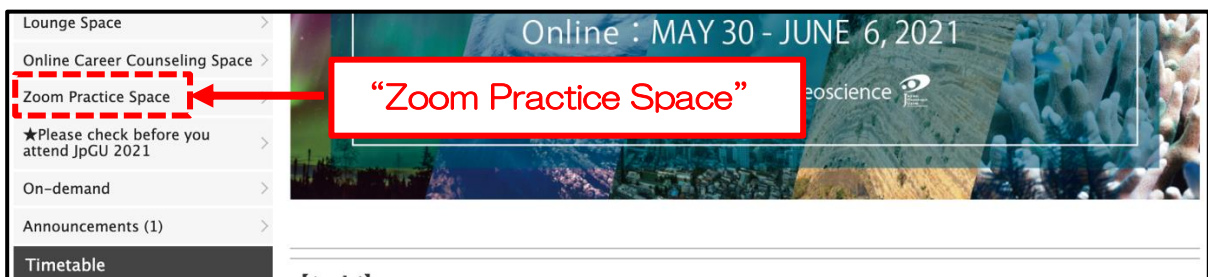 Lounge Space
Online Career Counseling Space
Zoom Practice Space
★Please check before you
attend JpGU 2021
On-demand
Announcements (1)
Timetable
Online：MAY 30 - JUNE 6, 2021
“Zoom Practice Space”
eoscience